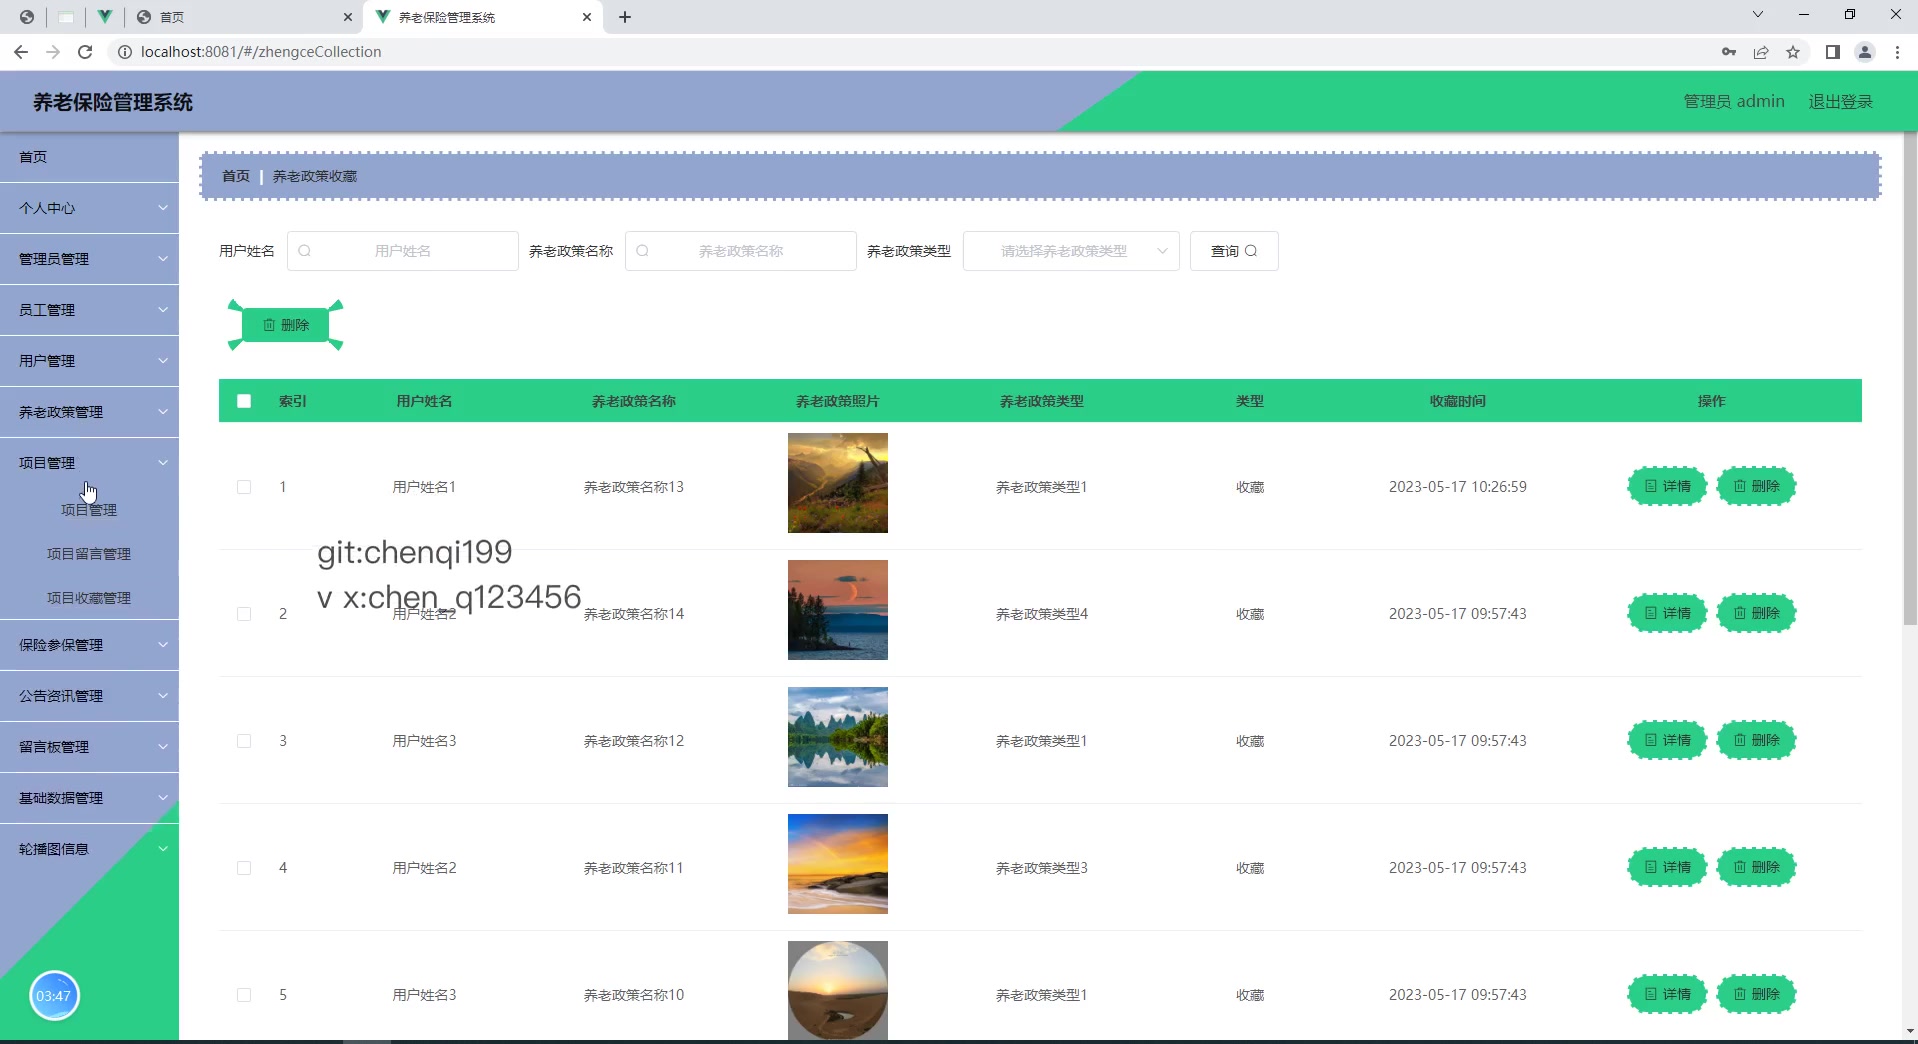 首页
养老保险管理系统
localhost:8081/#/zhengceCollection
养老保险管理系统
管理员 admin 退出登录
首页
个人中心
管理员管理
员工管理
用户管理
养老政策管理
项目管理
项目管理
项目留言管理
项目收藏管理
保险参保管理
公告资讯管理
留言板管理
基础数据管理
轮播图信息
03:47
首页 | 养老政策收藏
用户姓名 用户姓名 养老政策名称 养老政策名称 养老政策类型 请选择养老政策类型 查询
删除
索引 用户姓名 养老政策名称 养老政策照片 养老政策类型 类型 收藏时间 操作
1 用户姓名1 养老政策名称13 养老政策类型1 收藏 2023-05-17 10:26:59 详情 删除
git:chenqi199
v x:chen_q123456
2 用户姓名2 养老政策名称14 养老政策类型4 收藏 2023-05-17 09:57:43 详情 删除
3 用户姓名3 养老政策名称12 养老政策类型1 收藏 2023-05-17 09:57:43 详情 删除
4 用户姓名2 养老政策名称11 养老政策类型3 收藏 2023-05-17 09:57:43 详情 删除
5 用户姓名3 养老政策名称10 养老政策类型1 收藏 2023-05-17 09:57:43 详情 删除